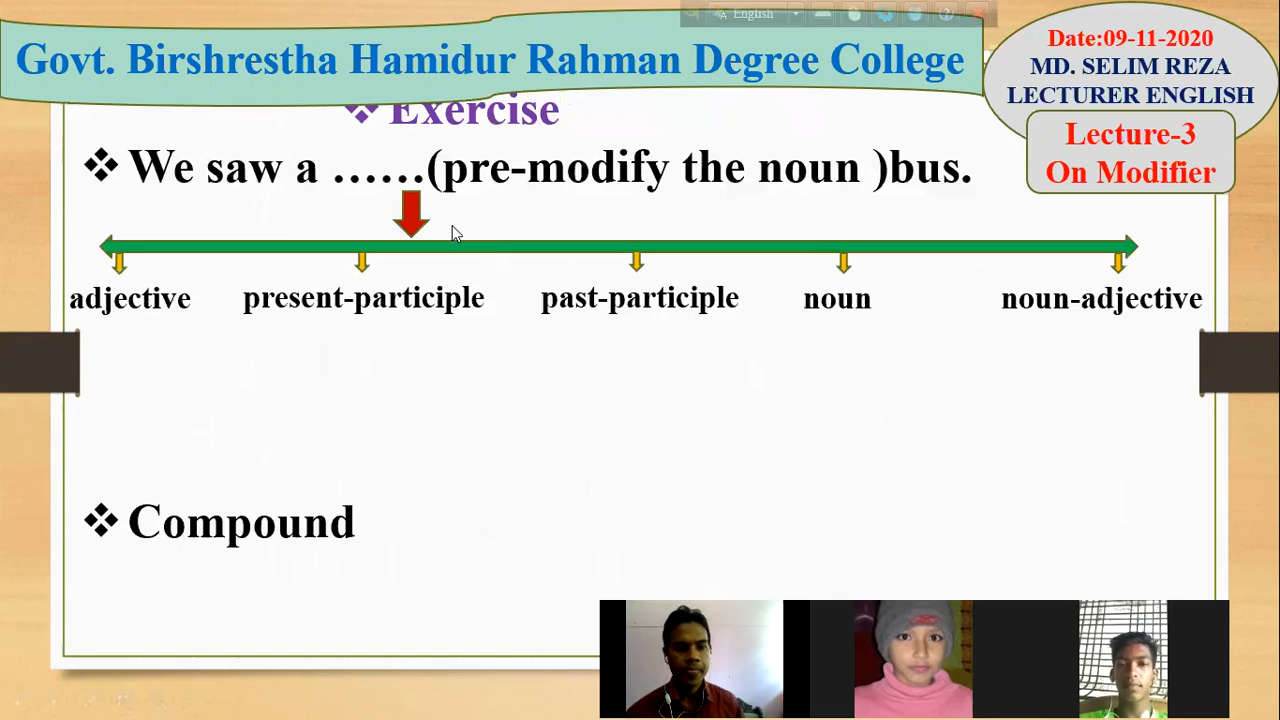 English
Govt. Birshrestha Hamidur Rahman Degree College
Date:09-11-2020
MD. SELIM REZA
LECTURER ENGLISH
Lecture-3
On Modifier
Exercise
We saw a ……(pre-modify the noun )bus.
adjective present-participle past-participle noun noun-adjective
Compound